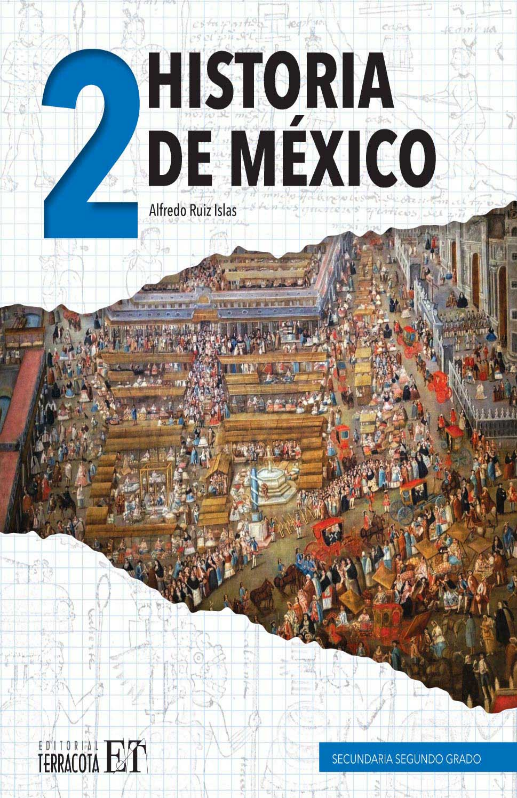 2
HISTORIA
DE MÉXICO
Alfredo Ruiz Islas
EDITORIAL
TERRACOTA ET
SECUNDARIA SEGUNDO GRADO